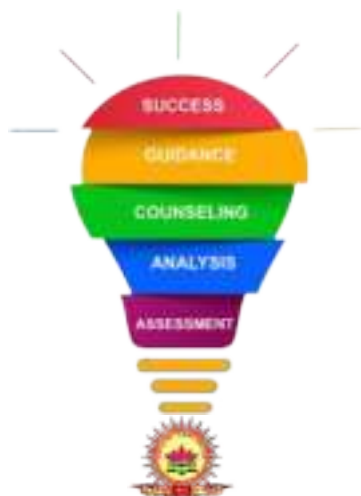 SUCCESS
GUIDANCE
COUNSELING
ANALYSIS
ASSESSMENT